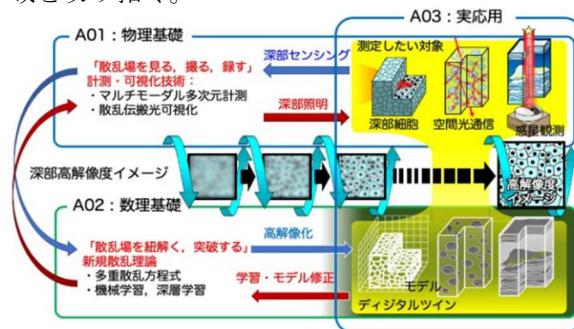 A03：実応用
A01：物理基礎
「散乱場を見る，撮る，録す」
計測・可視化技術：
・マルチモーダル多次元計測
・散乱伝搬光可視化
深部センシング
深部照明
測定したい対象
深部細胞
空間光通信
惑星観測
深部高解像度イメージ
高解像度
イメージ
A02：数理基礎
「散乱場を紐解く，突破する」
新規散乱理論
・多重散乱方程式
・機械学習，深層学習
高解像化
学習・モデル修正
モデル
ディジタルツイン